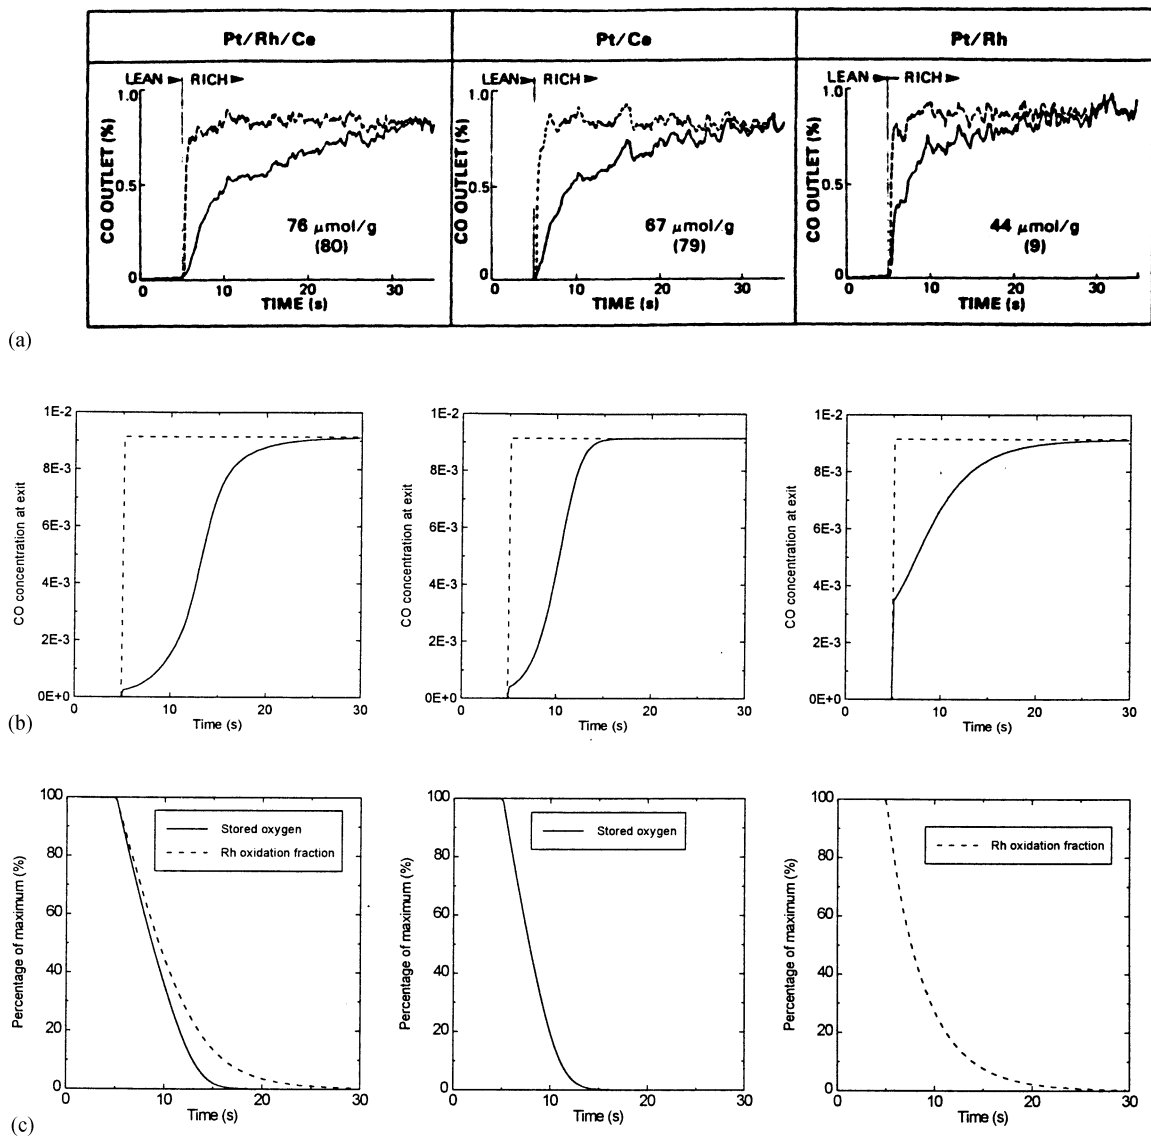 Pt/Rh/Ce
Pt/Ce
Pt/Rh
LEAN RICH
LEAN RICH
LEAN RICH
1.0
0.5
0
CO OUTLET (%)
76 μmol/g
(80)
0 10 20 30
TIME (s)
1.0
0.5
0
CO OUTLET (%)
67 μmol/g
(79)
0 10 20 30
TIME (s)
1.0
0.5
0
CO OUTLET (%)
44 μmol/g
(9)
0 10 20 30
TIME (s)
(a)
1E-2
8E-3
6E-3
4E-3
2E-3
0E+0
CO concentration at exit
0 10 20 30
Time (s)
1E-2
8E-3
6E-3
4E-3
2E-3
0E+0
CO concentration at exit
0 10 20 30
Time (s)
1E-2
8E-3
6E-3
4E-3
2E-3
0E+0
CO concentration at exit
0 10 20 30
Time (s)
(b)
100
80
60
40
20
0
Percentage of maximum (%)
Stored oxygen
Rh oxidation fraction
0 10 20 30
Time (s)
100
80
60
40
20
0
Percentage of maximum (%)
Stored oxygen
0 10 20 30
Time (s)
100
80
60
40
20
0
Percentage of maximum (%)
Rh oxidation fraction
0 10 20 30
Time (s)
(c)